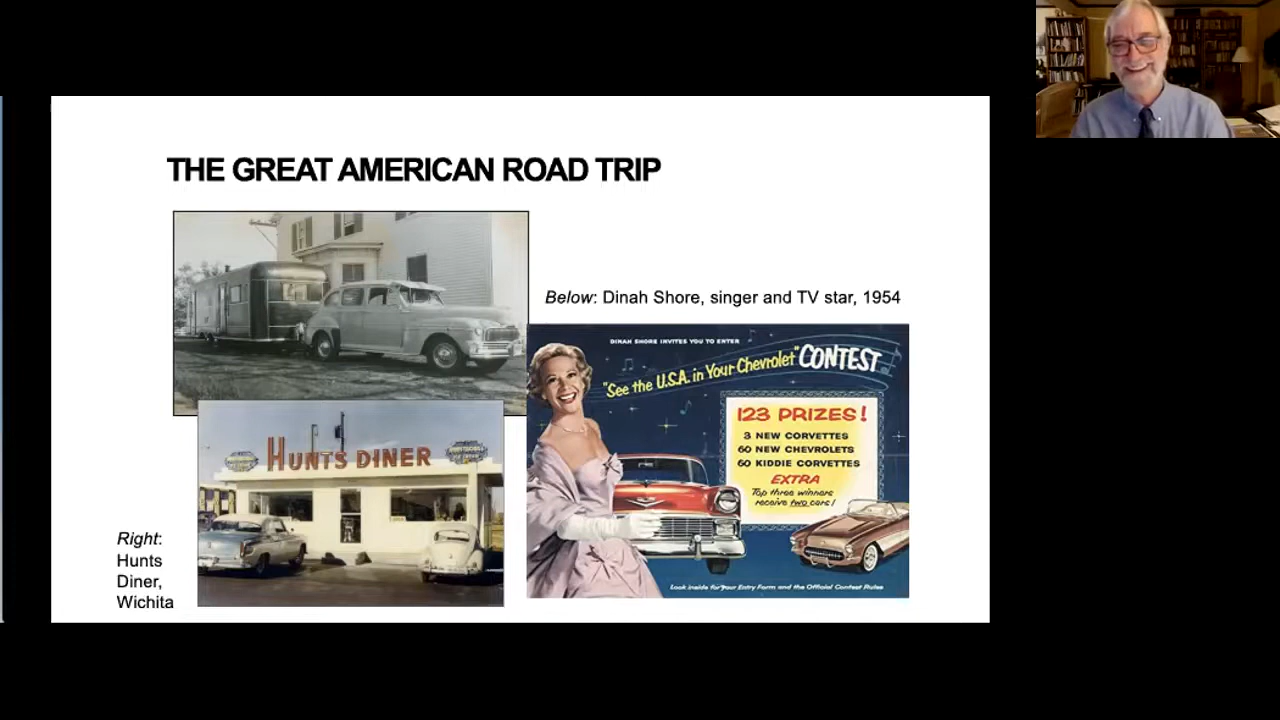 THE GREAT AMERICAN ROAD TRIP
Below: Dinah Shore, singer and TV star, 1954
DINAH SHORE INVITES YOU TO ENTER
"See the U.S.A. in Your Chevrolet" CONTEST
123 PRIZES!
3 NEW CORVETTES
60 NEW CHEVROLETS
60 KIDDIE CORVETTES
EXTRA
Top three winners
receive two cars!
Look inside for your Entry Form and the Official Contest Rules
HUNTS DINER
Right:
Hunts
Diner,
Wichita